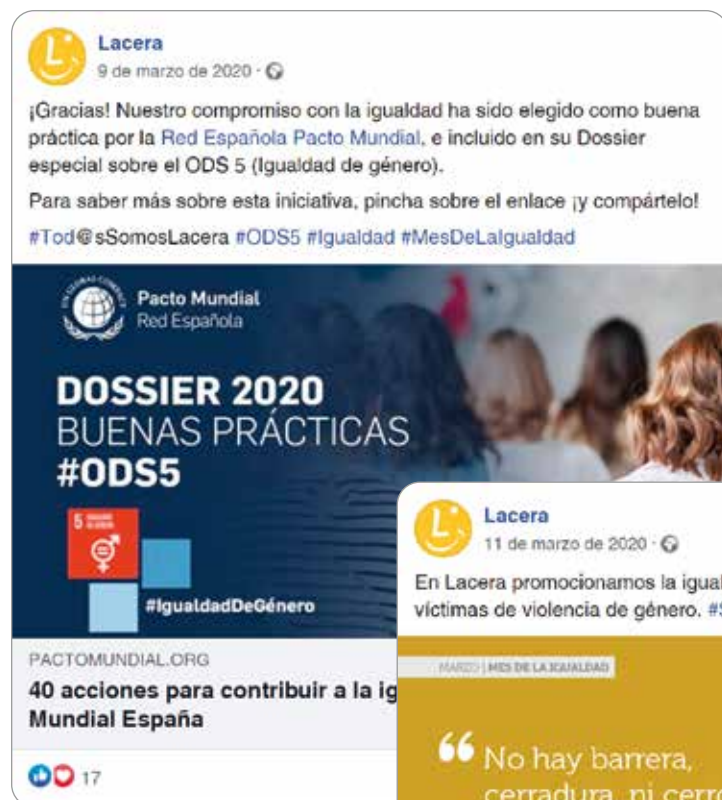 Lacera
9 de marzo de 2020 ·
¡Gracias! Nuestro compromiso con la igualdad ha sido elegido como buena
práctica por la Red Española Pacto Mundial, e incluido en su Dossier
especial sobre el ODS 5 (Igualdad de género).
Para saber más sobre esta iniciativa, pincha sobre el enlace ¡y compártelo!
#Tod@sSomosLacera #ODS5 #Igualdad #MesDeLaIgualdad
Pacto Mundial
Red Española
DOSSIER 2020
BUENAS PRÁCTICAS
#ODS5
5
#IgualdadDeGénero
PACTOMUNDIAL.ORG
40 acciones para contribuir a la ig
Mundial España
17
Lacera
11 de marzo de 2020 ·
En Lacera promocionamos la igual
víctimas de violencia de género. #S
MARZO | MES DE LA IGUALDAD
“ No hay barrera,
cerradura, ni cerro